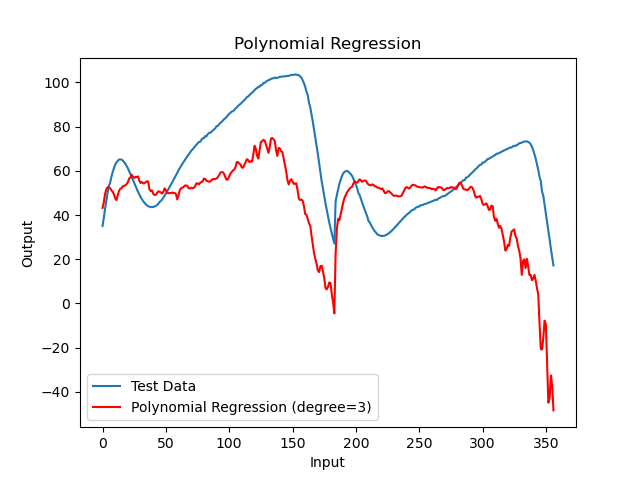 Polynomial Regression
100
80
60
40
20
0
−20
−40
Output
Test Data
Polynomial Regression (degree=3)
0 50 100 150 200 250 300 350
Input